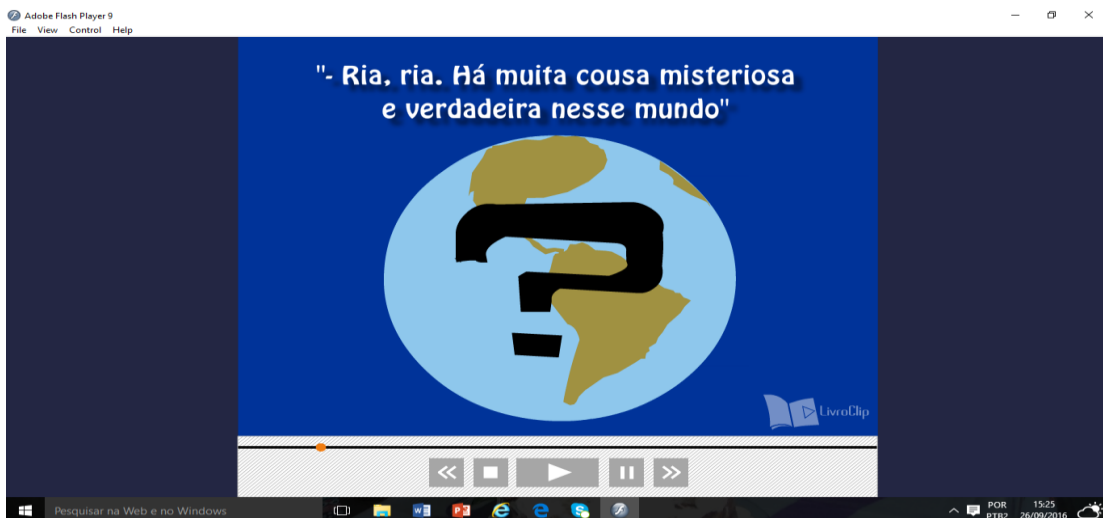 Adobe Flash Player 9
File View Control Help
"- Ria, ria. Há muita cousa misteriosa
e verdadeira nesse mundo"
LivroClip
Pesquisar na Web e no Windows
POR
PTB2
15:25
26/09/2016